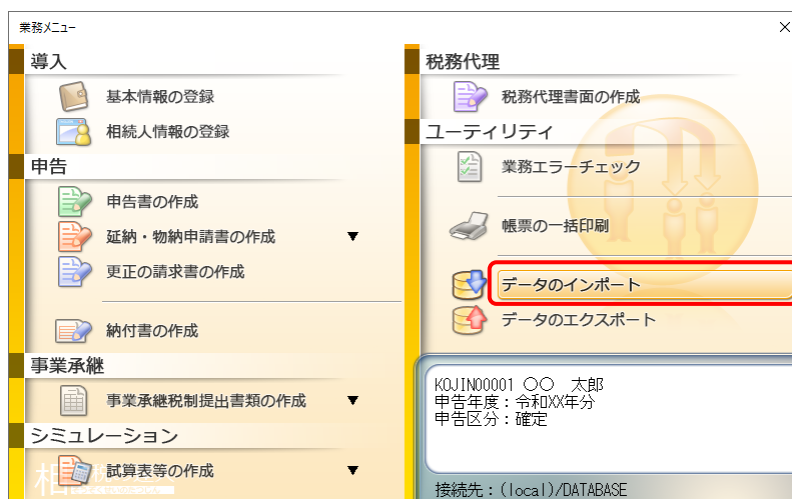 業務メニュー
導入
基本情報の登録
相続人情報の登録
申告
申告書の作成
延納・物納申請書の作成 ▼
更正の請求書の作成
納付書の作成
事業承継
事業承継税制提出書類の作成 ▼
シミュレーション
試算表等の作成 ▼
税務代理
税務代理書面の作成
ユーティリティ
業務エラーチェック
帳票の一括印刷
データのインポート
データのエクスポート
KOJIN00001 〇〇　太郎
申告年度：令和XX年分
申告区分：確定
接続先：(local)/DATABASE